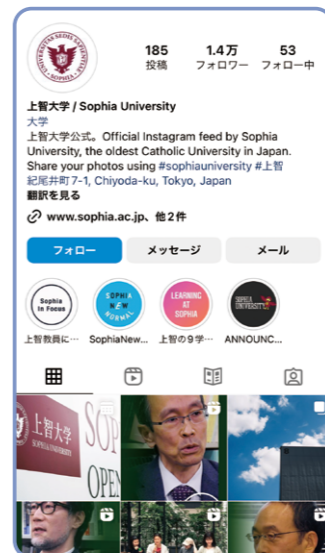 185
1.4万
53
投稿
フォロワー
フォロー中
上智大学 / Sophia University
大学
上智大学公式。Official Instagram feed by Sophia
University, the oldest Catholic University in Japan.
Share your photos using #sophiauniversity #上智
紀尾井町7-1, Chiyoda-ku, Tokyo, Japan
翻訳を見る
www.sophia.ac.jp、他2件
フォロー
メッセージ
メール
Sophia
In Focus
SOPHIA
NEW
NORMAL
LEARNING
AT
SOPHIA
SOPHIA
UNIVERSITY
上智教員に…
SophiaNew...
上智の9学…
ANNOUNC...
上智大学
SOPHIA UNIVERSITY
SOP
OPE